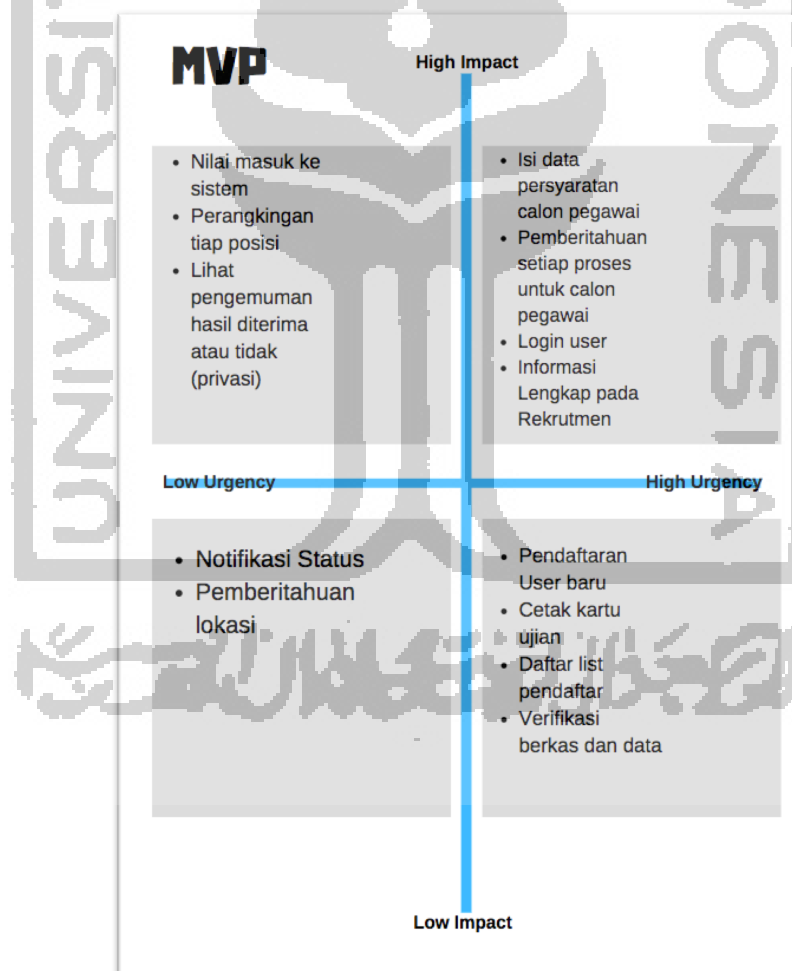 MVP
High Impact
• Nilai masuk ke
sistem
• Perangkingan
tiap posisi
• Lihat
pengemuman
hasil diterima
atau tidak
(privasi)
• Isi data
persyaratan
calon pegawai
• Pemberitahuan
setiap proses
untuk calon
pegawai
• Login user
• Informasi
Lengkap pada
Rekrutmen
Low Urgency
High Urgency
• Notifikasi Status
• Pemberitahuan
lokasi
• Pendaftaran
User baru
• Cetak kartu
ujian
• Daftar list
pendaftar
• Verifikasi
berkas dan data
Low Impact